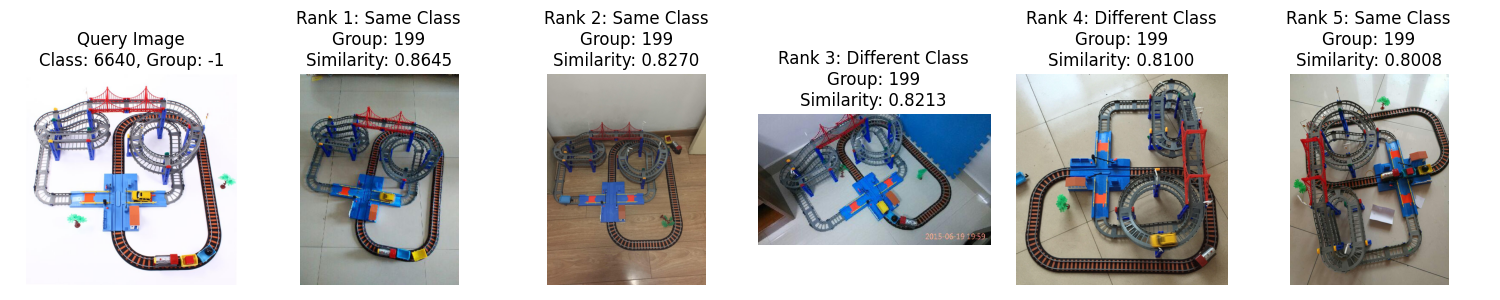 Query Image
Class: 6640, Group: -1
Rank 1: Same Class
Group: 199
Similarity: 0.8645
Rank 2: Same Class
Group: 199
Similarity: 0.8270
Rank 3: Different Class
Group: 199
Similarity: 0.8213
2015-06-19 19:59
Rank 4: Different Class
Group: 199
Similarity: 0.8100
Rank 5: Same Class
Group: 199
Similarity: 0.8008